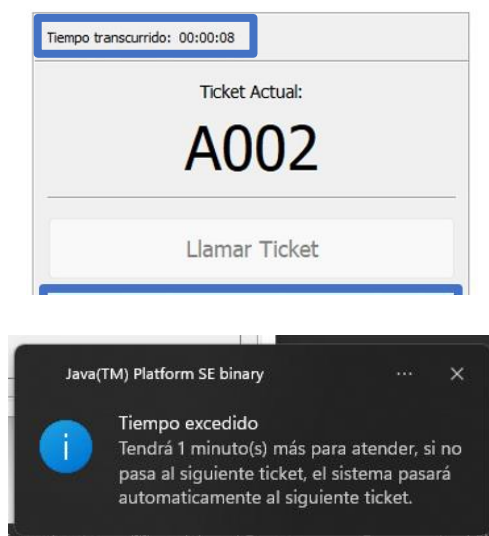 Tiempo transcurrido: 00:00:08
Ticket Actual:
A002
Llamar Ticket
Java(TM) Platform SE binary
Tiempo excedido
Tendrá 1 minuto(s) más para atender, si no
pasa al siguiente ticket, el sistema pasará
automaticamente al siguiente ticket.